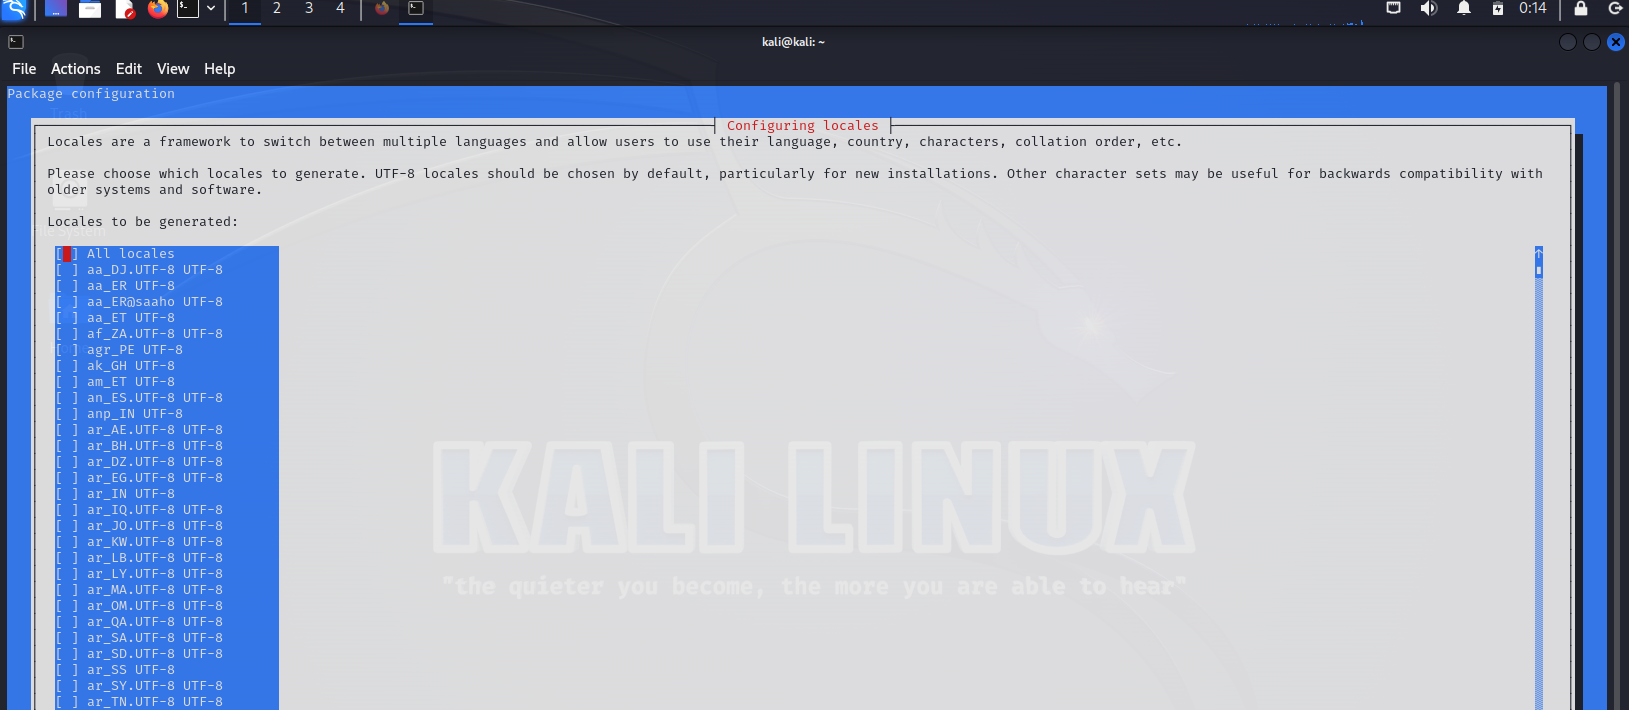 1 2 3 4 0:14
kali@kali: ~
File Actions Edit View Help
Package configuration
Trash
Configuring locales
Locales are a framework to switch between multiple languages and allow users to use their language, country, characters, collation order, etc.
Please choose which locales to generate. UTF-8 locales should be chosen by default, particularly for new installations. Other character sets may be useful for backwards compatibility with
older systems and software.
Locales to be generated:
File System
[ ] All locales
[ ] aa_DJ.UTF-8 UTF-8
[ ] aa_ER UTF-8
[ ] aa_ER@saaho UTF-8
[ ] aa_ET UTF-8
[ ] af_ZA.UTF-8 UTF-8
[ ] agr_PE UTF-8
[ ] ak_GH UTF-8
[ ] am_ET UTF-8
[ ] an_ES.UTF-8 UTF-8
[ ] anp_IN UTF-8
[ ] ar_AE.UTF-8 UTF-8
[ ] ar_BH.UTF-8 UTF-8
[ ] ar_DZ.UTF-8 UTF-8
[ ] ar_EG.UTF-8 UTF-8
[ ] ar_IN UTF-8
[ ] ar_IQ.UTF-8 UTF-8
[ ] ar_JO.UTF-8 UTF-8
[ ] ar_KW.UTF-8 UTF-8
[ ] ar_LB.UTF-8 UTF-8
[ ] ar_LY.UTF-8 UTF-8
[ ] ar_MA.UTF-8 UTF-8
[ ] ar_OM.UTF-8 UTF-8
[ ] ar_QA.UTF-8 UTF-8
[ ] ar_SA.UTF-8 UTF-8
[ ] ar_SD.UTF-8 UTF-8
[ ] ar_SS UTF-8
[ ] ar_SY.UTF-8 UTF-8
[ ] ar_TN.UTF-8 UTF-8
KALI LINUX
"the quieter you become, the more you are able to hear"